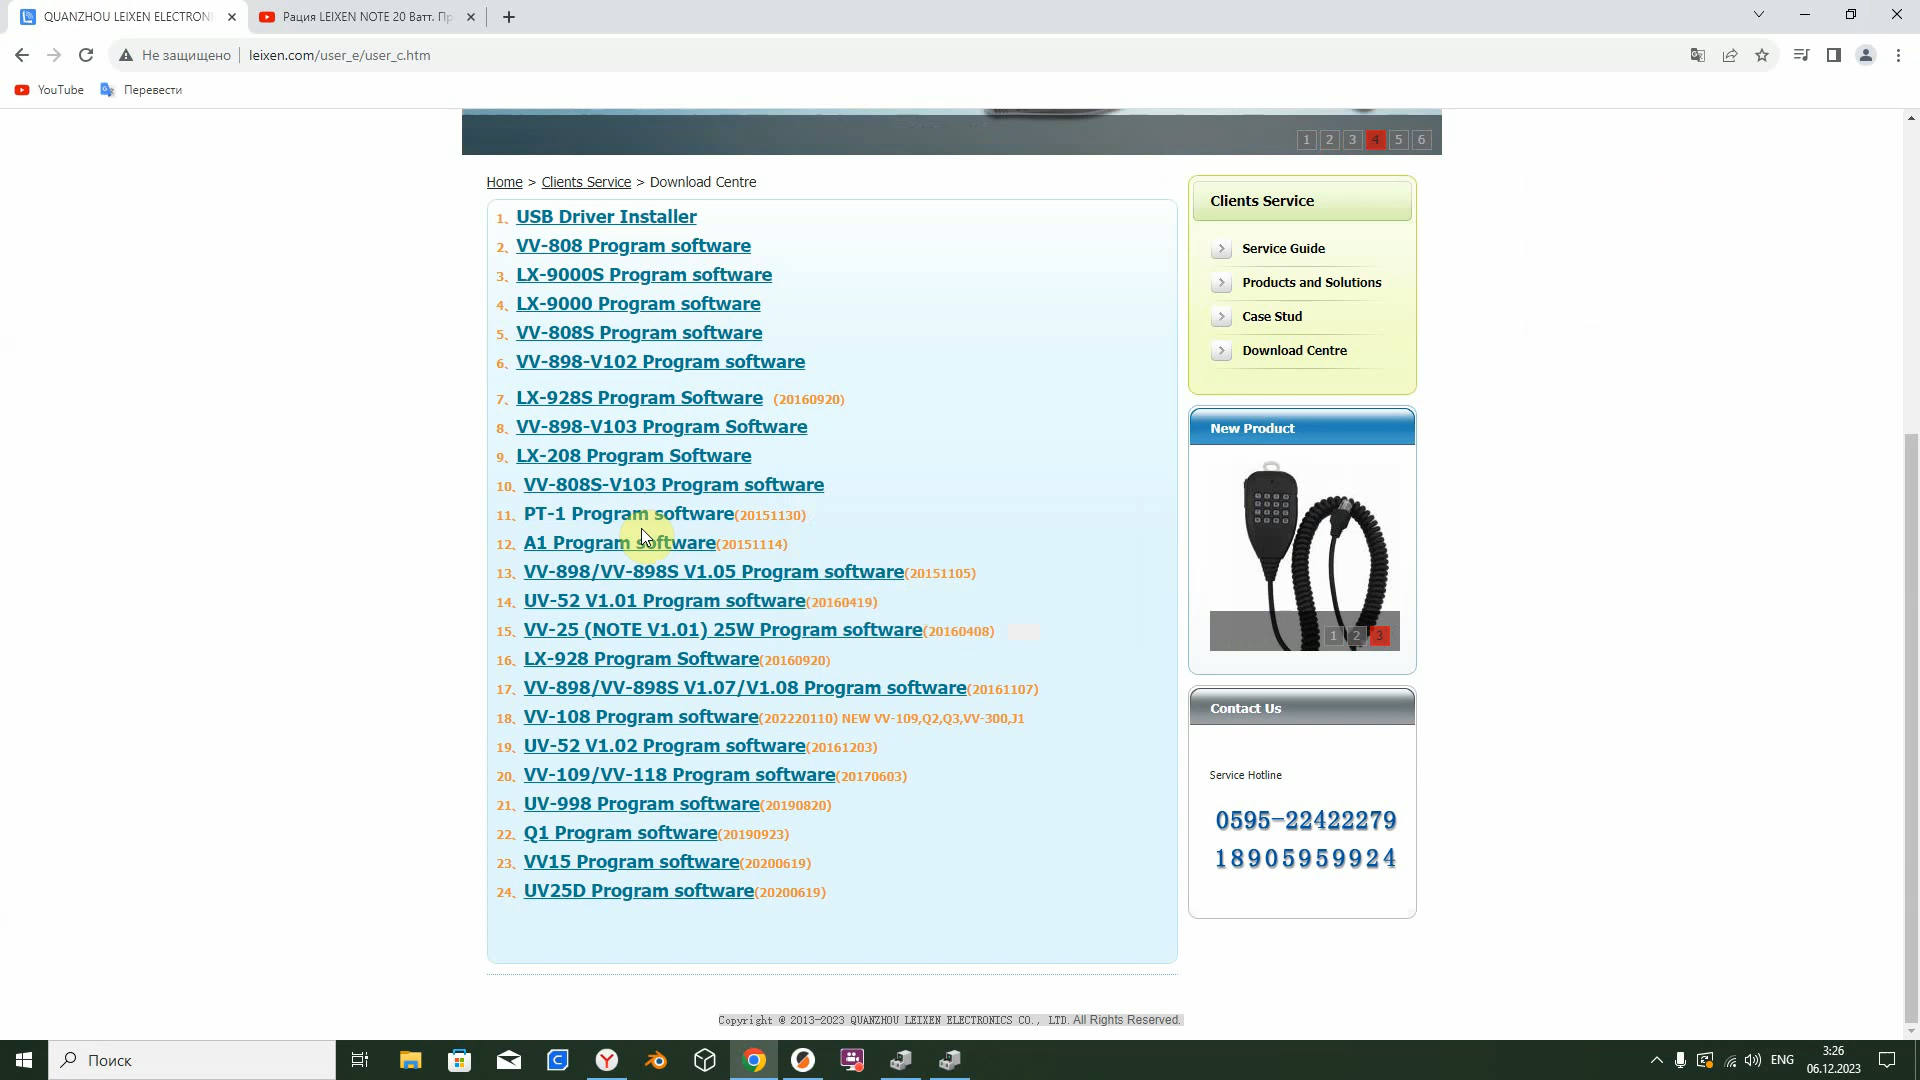 QUANZHOU LEIXEN ELECTRONI
Рация LEIXEN NOTE 20 Ватт. Пр
Не защищено
leixen.com/user_e/user_c.htm
YouTube
Перевести
1 2 3 4 5 6
Home > Clients Service > Download Centre
1、USB Driver Installer
2、VV-808 Program software
3、LX-9000S Program software
4、LX-9000 Program software
5、VV-808S Program software
6、VV-898-V102 Program software
7、LX-928S Program Software (20160920)
8、VV-898-V103 Program Software
9、LX-208 Program Software
10、VV-808S-V103 Program software
11、PT-1 Program software(20151130)
12、A1 Program software(20151114)
13、VV-898/VV-898S V1.05 Program software(20151105)
14、UV-52 V1.01 Program software(20160419)
15、VV-25 (NOTE V1.01) 25W Program software(20160408)
16、LX-928 Program Software(20160920)
17、VV-898/VV-898S V1.07/V1.08 Program software(20161107)
18、VV-108 Program software(202220110) NEW VV-109,Q2,Q3,VV-300,J1
19、UV-52 V1.02 Program software(20161203)
20、VV-109/VV-118 Program software(20170603)
21、UV-998 Program software(20190820)
22、Q1 Program software(20190923)
23、VV15 Program software(20200619)
24、UV25D Program software(20200619)
Clients Service
Service Guide
Products and Solutions
Case Stud
Download Centre
New Product
1 2 3
Contact Us
Service Hotline
0595-22422279
18905959924
Copyright @ 2013-2023 QUANZHOU LEIXEN ELECTRONICS CO., LTD. All Rights Reserved.
Поиск
ENG
3:26
06.12.2023